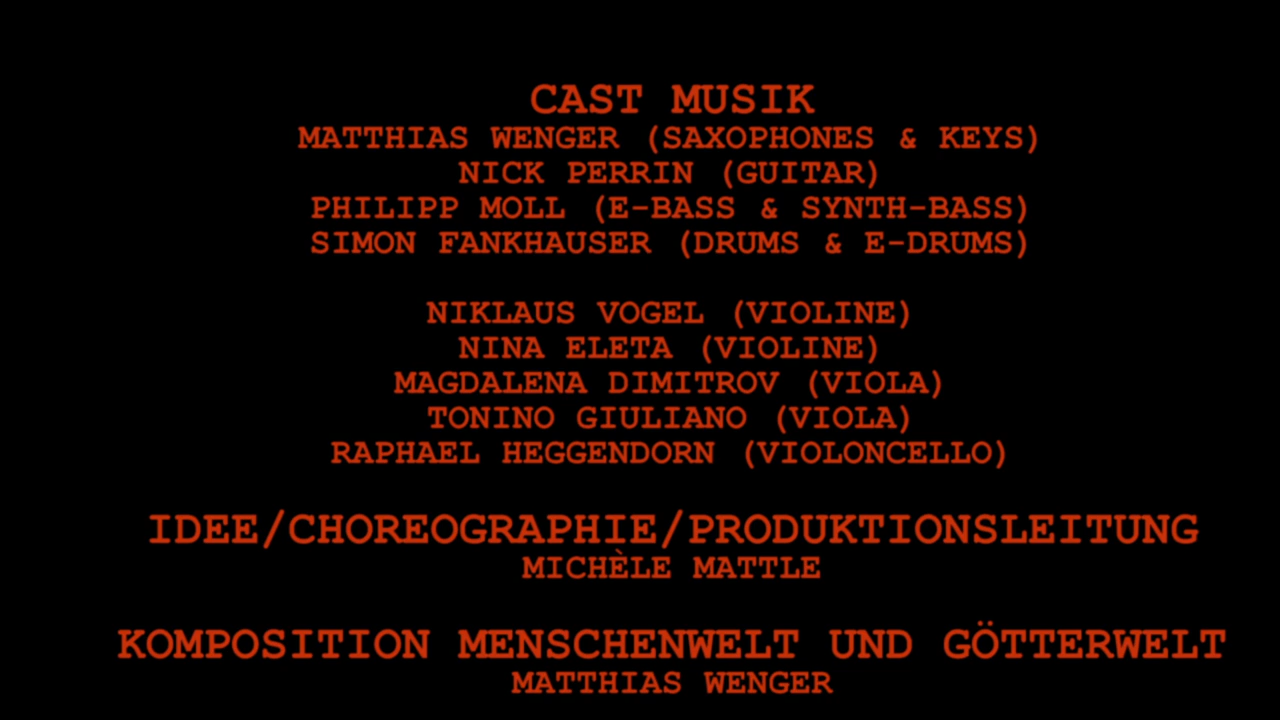 CAST MUSIK
MATTHIAS WENGER (SAXOPHONES & KEYS)
NICK PERRIN (GUITAR)
PHILIPP MOLL (E-BASS & SYNTH-BASS)
SIMON FANKHAUSER (DRUMS & E-DRUMS)
NIKLAUS VOGEL (VIOLINE)
NINA ELETA (VIOLINE)
MAGDALENA DIMITROV (VIOLA)
TONINO GIULIANO (VIOLA)
RAPHAEL HEGGENDORN (VIOLONCELLO)
IDEE/CHOREOGRAPHIE/PRODUKTIONSLEITUNG
MICHÈLE MATTLE
KOMPOSITION MENSCHENWELT UND GÖTTERWELT
MATTHIAS WENGER